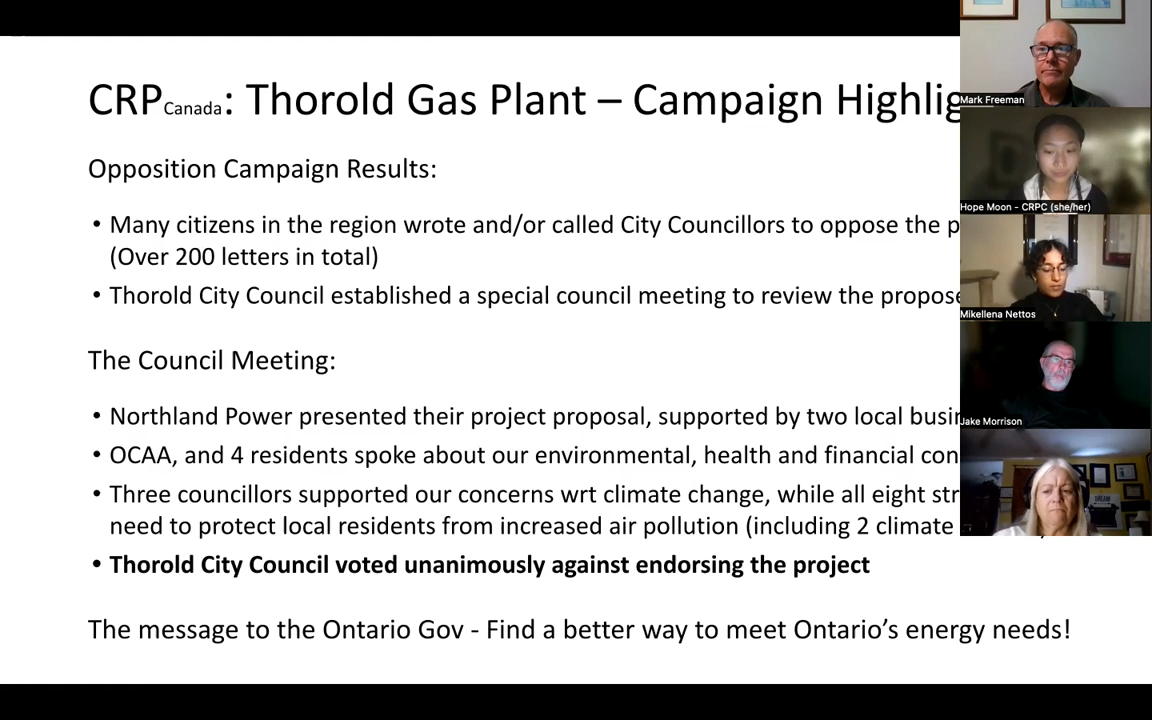 CRPCanada: Thorold Gas Plant – Campaign Highlig
Opposition Campaign Results:
• Many citizens in the region wrote and/or called City Councillors to oppose the p
(Over 200 letters in total)
• Thorold City Council established a special council meeting to review the propose
The Council Meeting:
• Northland Power presented their project proposal, supported by two local busin
• OCAA, and 4 residents spoke about our environmental, health and financial con
• Three councillors supported our concerns wrt climate change, while all eight str
need to protect local residents from increased air pollution (including 2 climate
• Thorold City Council voted unanimously against endorsing the project
The message to the Ontario Gov - Find a better way to meet Ontario’s energy needs!
Mark Freeman
Hope Moon - CRPC (she/her)
Mikellena Nettos
Jake Morrison